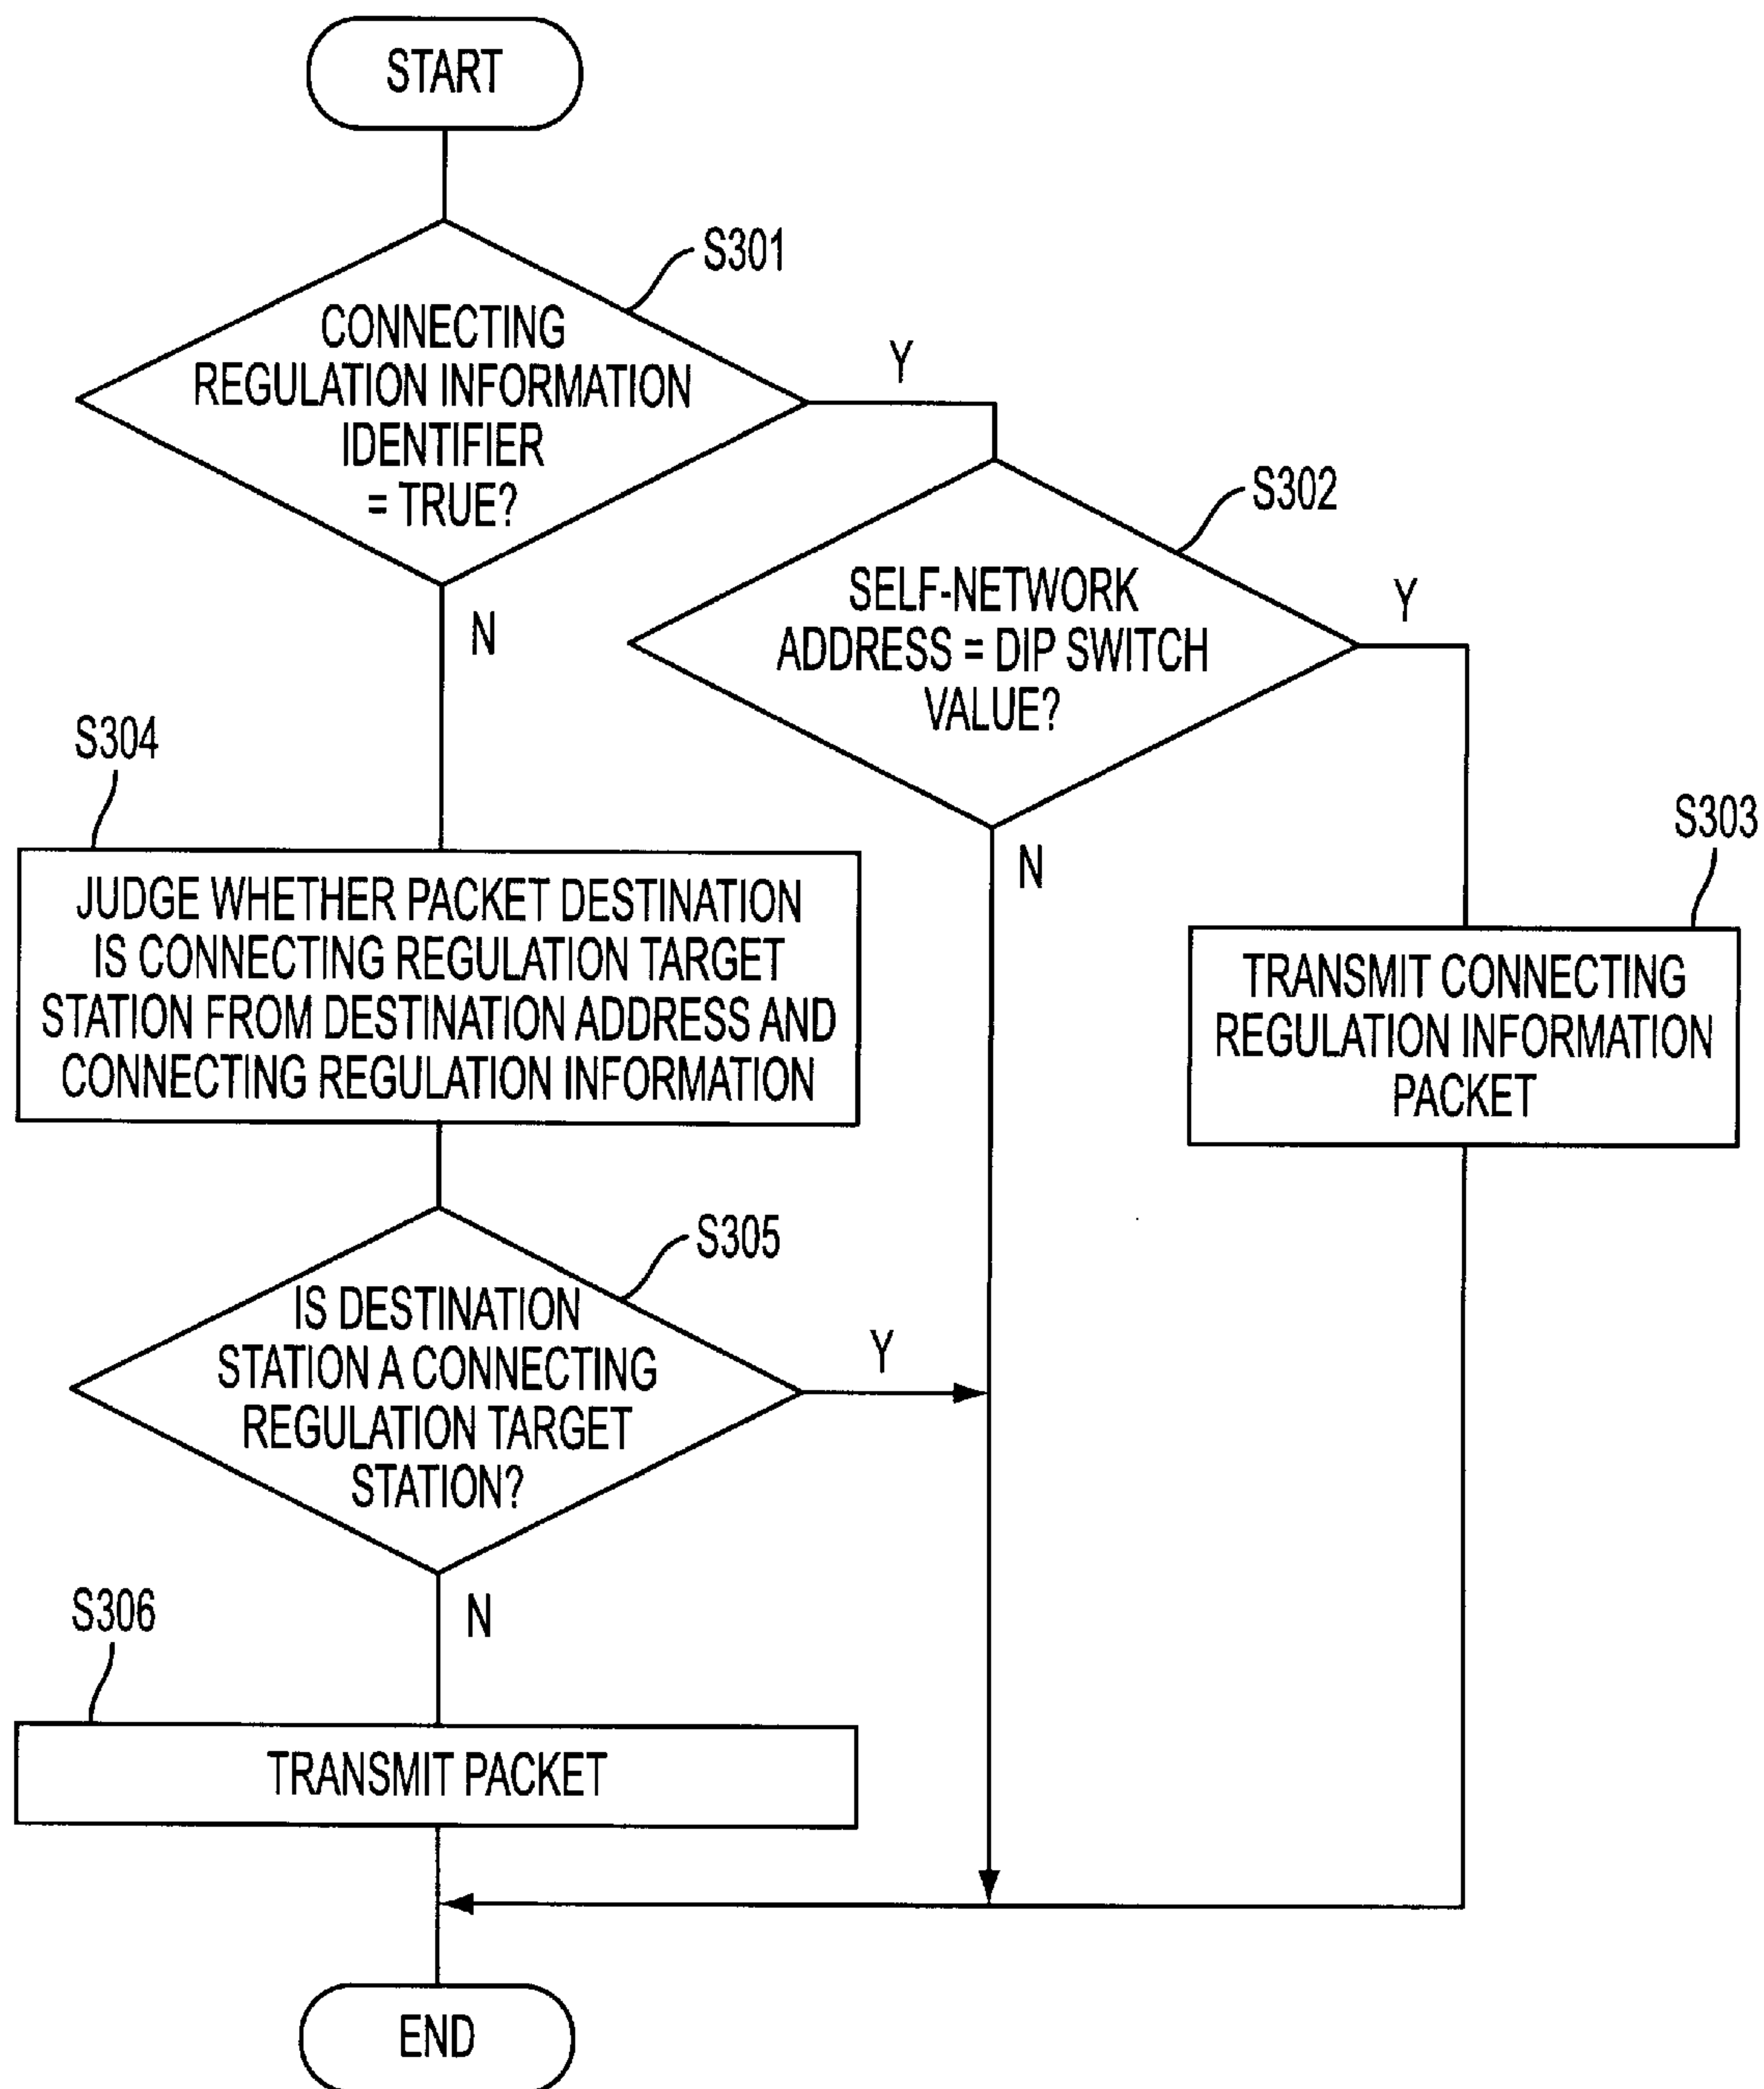 START
S301
CONNECTING
REGULATION INFORMATION
IDENTIFIER
= TRUE?
Y
N
S302
SELF-NETWORK
ADDRESS = DIP SWITCH
VALUE?
Y
N
S303
TRANSMIT CONNECTING
REGULATION INFORMATION
PACKET
S304
JUDGE WHETHER PACKET DESTINATION
IS CONNECTING REGULATION TARGET
STATION FROM DESTINATION ADDRESS AND
CONNECTING REGULATION INFORMATION
S305
IS DESTINATION
STATION A CONNECTING
REGULATION TARGET
STATION?
Y
N
S306
TRANSMIT PACKET
END